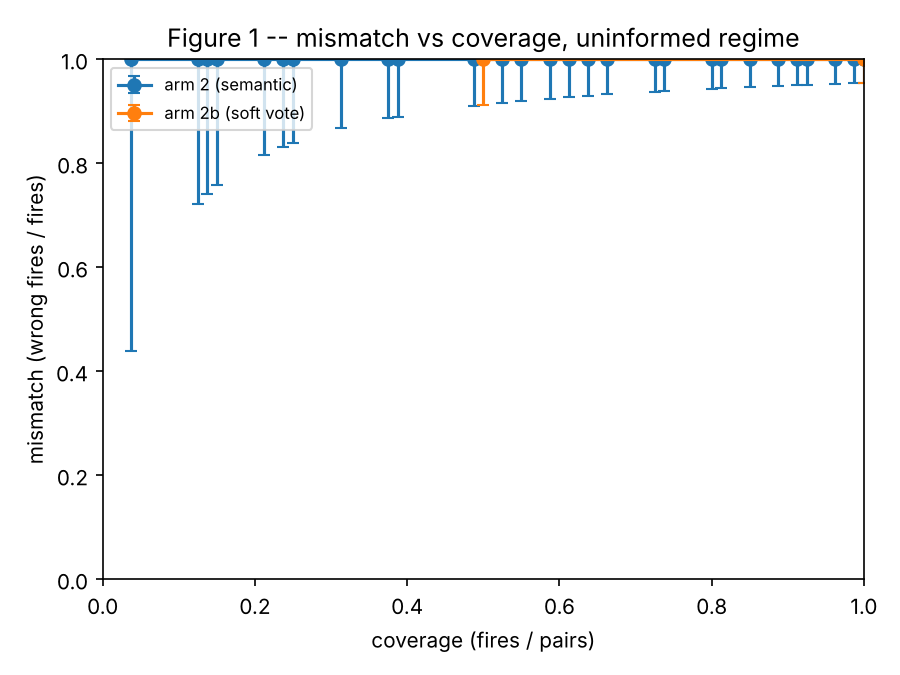 Figure 1 -- mismatch vs coverage, uninformed regime
1.0
0.8
0.6
0.4
0.2
0.0
mismatch (wrong fires / fires)
arm 2 (semantic)
arm 2b (soft vote)
0.0 0.2 0.4 0.6 0.8 1.0
coverage (fires / pairs)